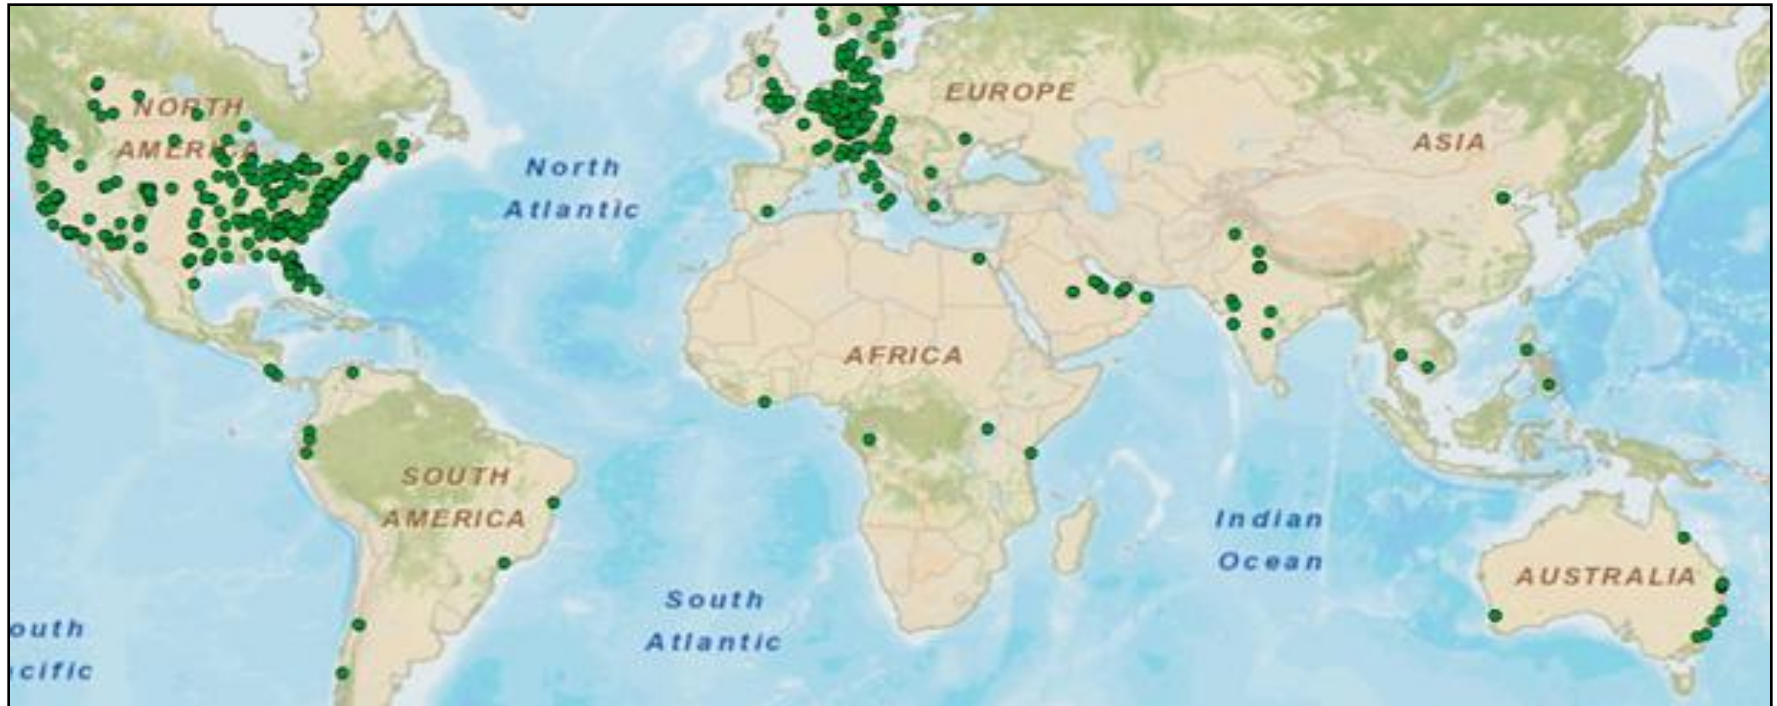 NORTH
AMERICA
North
Atlantic
EUROPE
ASIA
AFRICA
SOUTH
AMERICA
Indian
Ocean
AUSTRALIA
South
Atlantic
outh
cific